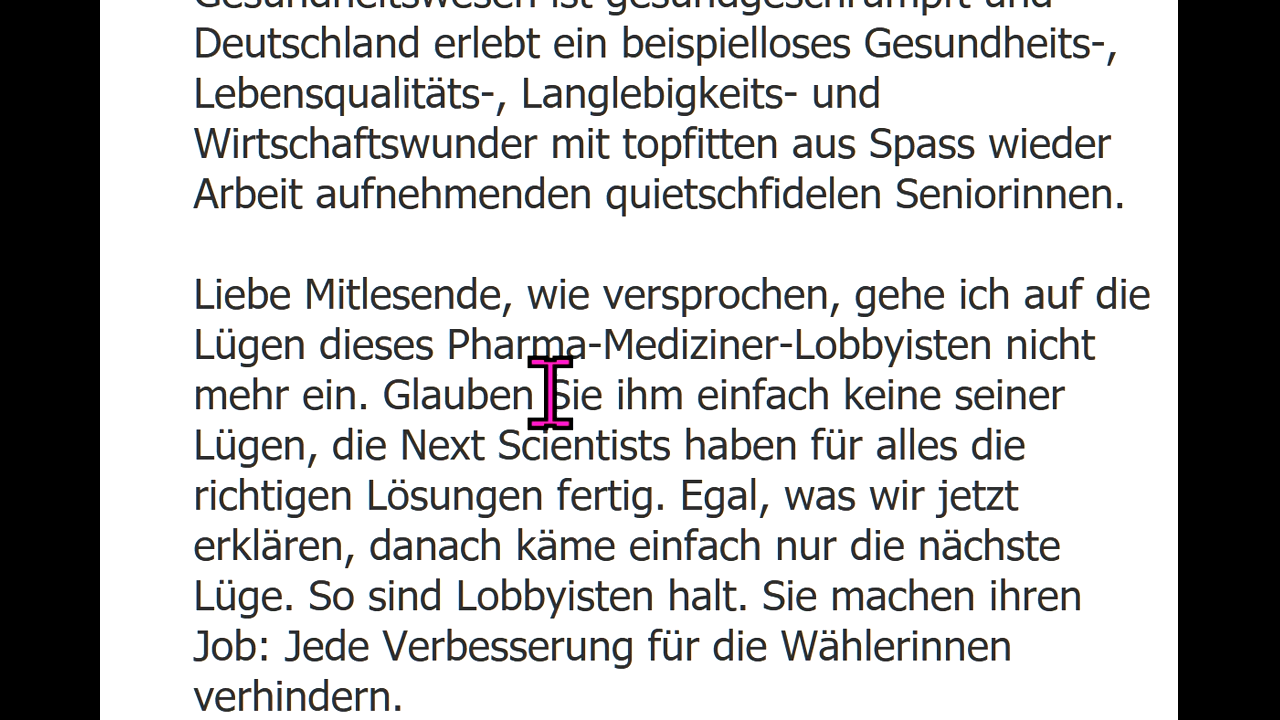 Gesundheitswesen ist gesundgeschrumpft und
Deutschland erlebt ein beispielloses Gesundheits-,
Lebensqualitäts-, Langlebigkeits- und
Wirtschaftswunder mit topfitten aus Spass wieder
Arbeit aufnehmenden quietschfidelen Seniorinnen.
Liebe Mitlesende, wie versprochen, gehe ich auf die
Lügen dieses Pharma-Mediziner-Lobbyisten nicht
mehr ein. Glauben Sie ihm einfach keine seiner
Lügen, die Next Scientists haben für alles die
richtigen Lösungen fertig. Egal, was wir jetzt
erklären, danach käme einfach nur die nächste
Lüge. So sind Lobbyisten halt. Sie machen ihren
Job: Jede Verbesserung für die Wählerinnen
verhindern.